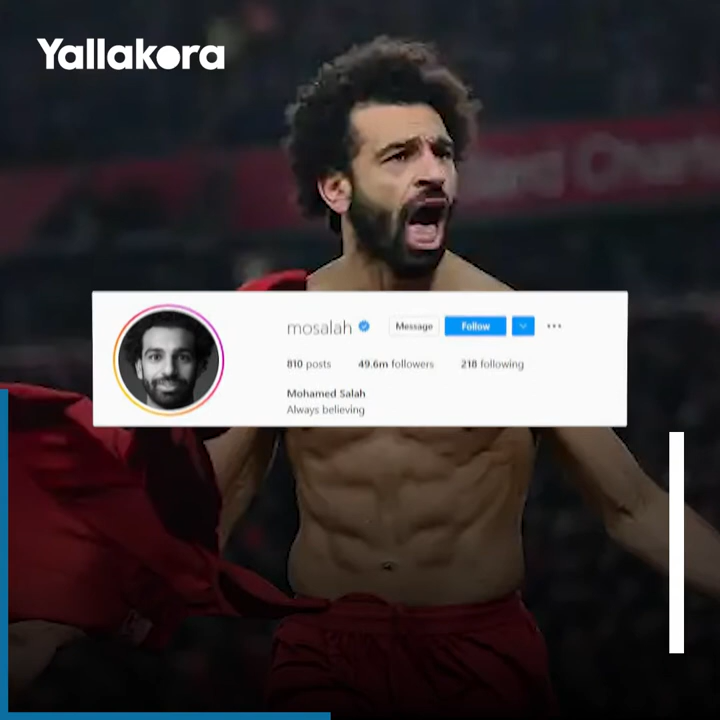 Yallakora
mosalah Message Follow
810 posts 49.6m followers 218 following
Mohamed Salah
Always believing